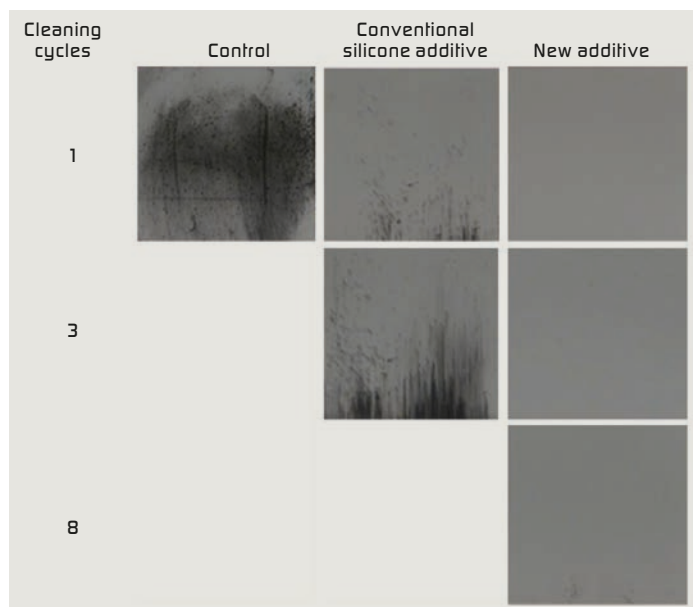 Cleaning cycles
Control
Conventional silicone additive
New additive
1
3
8